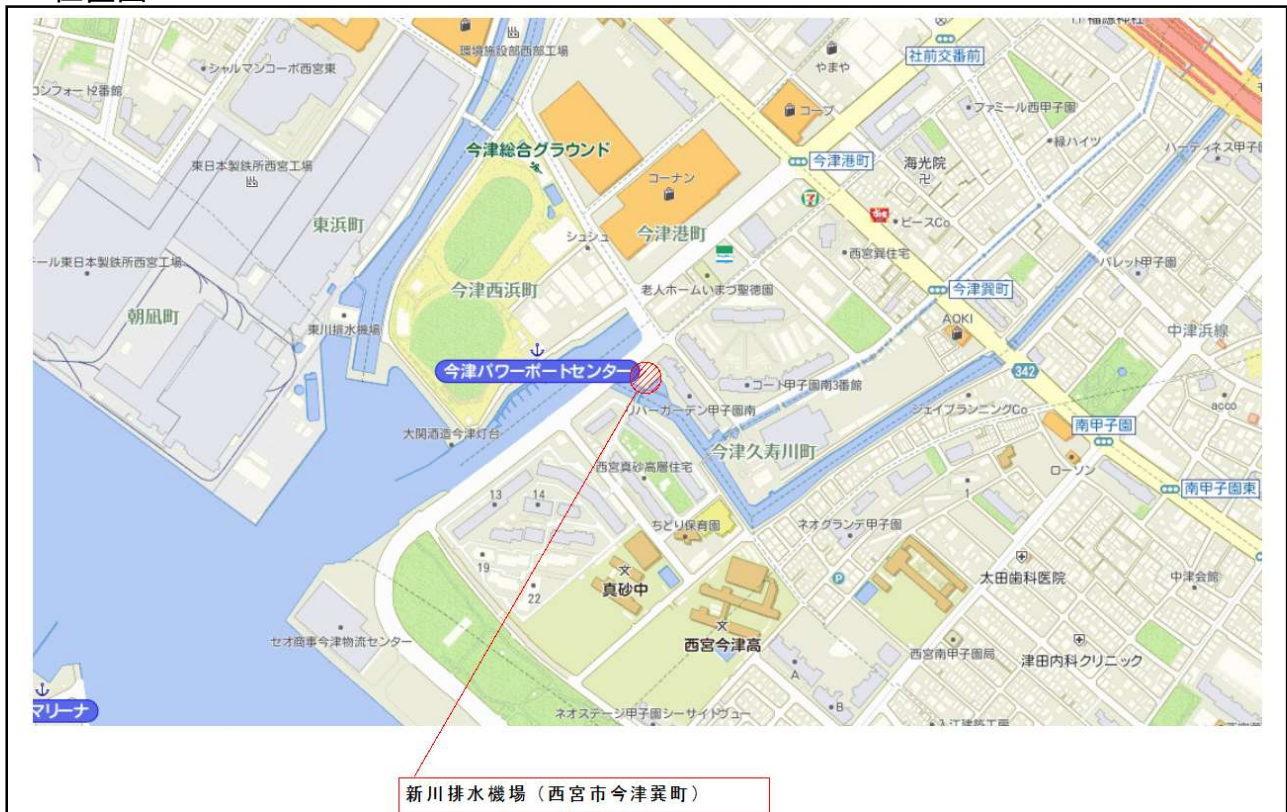 環境施設部西部工場
社前交番前
やまや
シャルマンコーポ西宮東
コンフォート2番館
コープ
ファミール西甲子園
緑ハイツ
今津総合グラウンド
東日本製鉄所西宮工場
コーナン
今津港町
海光院
東浜町
シュシュ
今津港町
ピースCo
西宮巽住宅
パレット甲子園
ール東日本製鉄所西宮工場
今津西浜町
老人ホームいまづ聖徳園
今津巽町
朝凪町
東川排水機場
AOKI
中津浜線
今津パワーボートセンター
コート甲子園南3番館
342
リバーガーデン甲子園南
ジェイプランニングCo
acco
大関酒造今津灯台
今津久寿川町
南甲子園
西宮真砂高層住宅
ローソン
南甲子園東
13
14
1
ちどり保育園
ネオグランデ甲子園
19
22
真砂中
P
太田歯科医院
中津会館
セオ商事今津物流センター
西宮今津高
西宮南甲子園局
津田内科クリニック
A
B
マリーナ
ネオステージ甲子園シーサイドヴュー
新川排水機場（西宮市今津巽町）